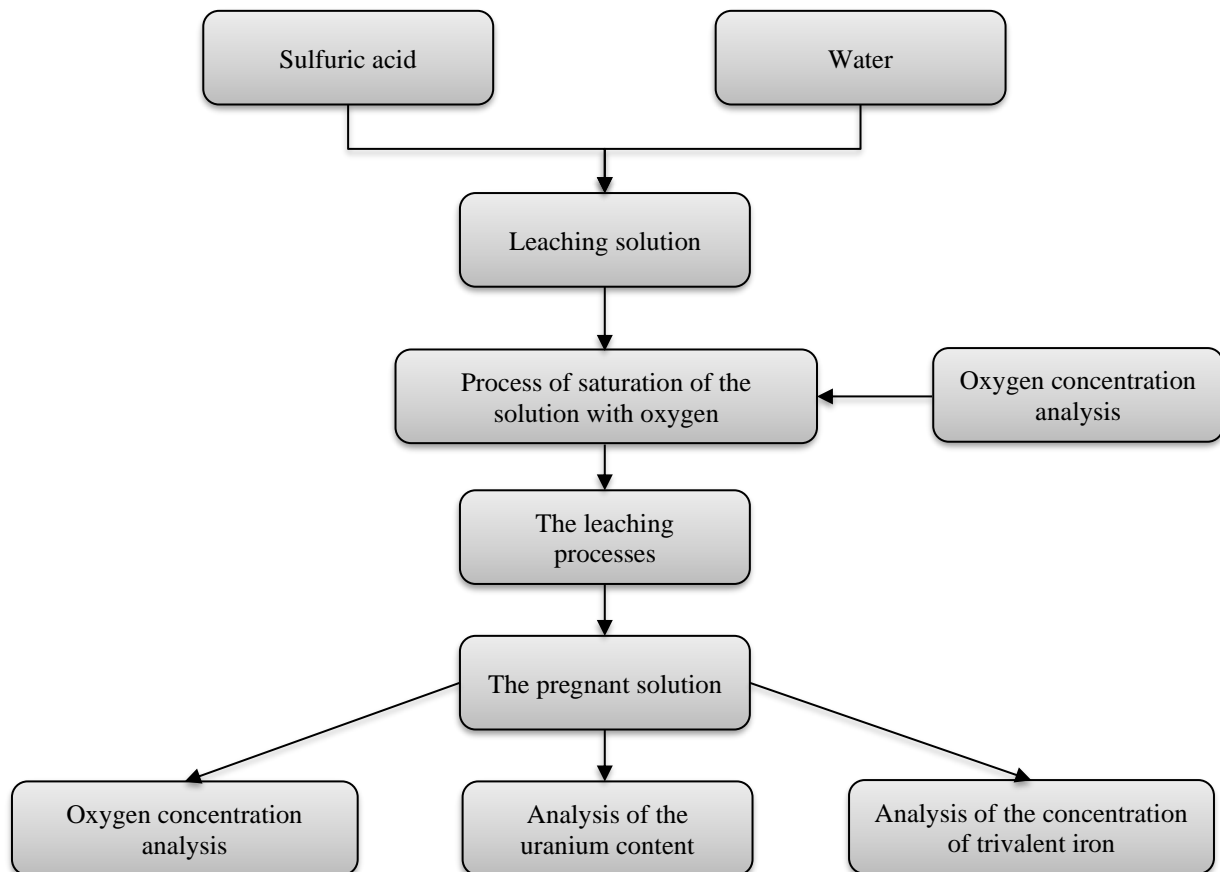 Sulfuric acid
Water
Leaching solution
Process of saturation of the
solution with oxygen
Oxygen concentration
analysis
The leaching
processes
The pregnant solution
Oxygen concentration
analysis
Analysis of the
uranium content
Analysis of the concentration
of trivalent iron